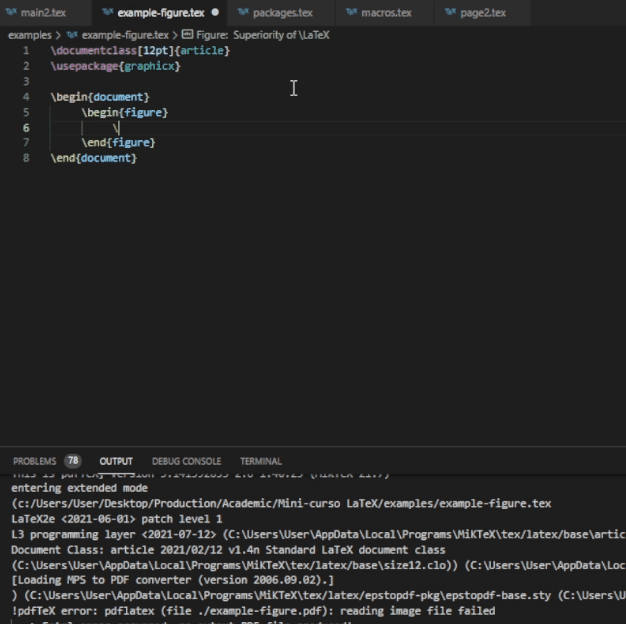 main2.tex example-figure.tex packages.tex macros.tex page2.tex
examples > example-figure.tex > Figure: Superiority of \LaTeX
1 \documentclass[12pt]{article}
2 \usepackage{graphicx}
3
4 \begin{document}
5 \begin{figure}
6 \
7 \end{figure}
8 \end{document}
PROBLEMS 78 OUTPUT DEBUG CONSOLE TERMINAL
entering extended mode
(c:/Users/User/Desktop/Production/Academic/Mini-curso LaTeX/examples/example-figure.tex
LaTeX2e <2021-06-01> patch level 1
L3 programming layer <2021-07-12> (C:\Users\User\AppData\Local\Programs\MiKTeX\tex/latex/base\artic
Document Class: article 2021/02/12 v1.4n Standard LaTeX document class
(C:\Users\User\AppData\Local\Programs\MiKTeX\tex/latex/base\size12.clo)) (C:\Users\User\AppData\Loc
[Loading MPS to PDF converter (version 2006.09.02).]
) (C:\Users\User\AppData\Local\Programs\MiKTeX\tex/latex/epstopdf-pkg\epstopdf-base.sty (C:\Users\U
!pdfTeX error: pdflatex (file ./example-figure.pdf): reading image file failed